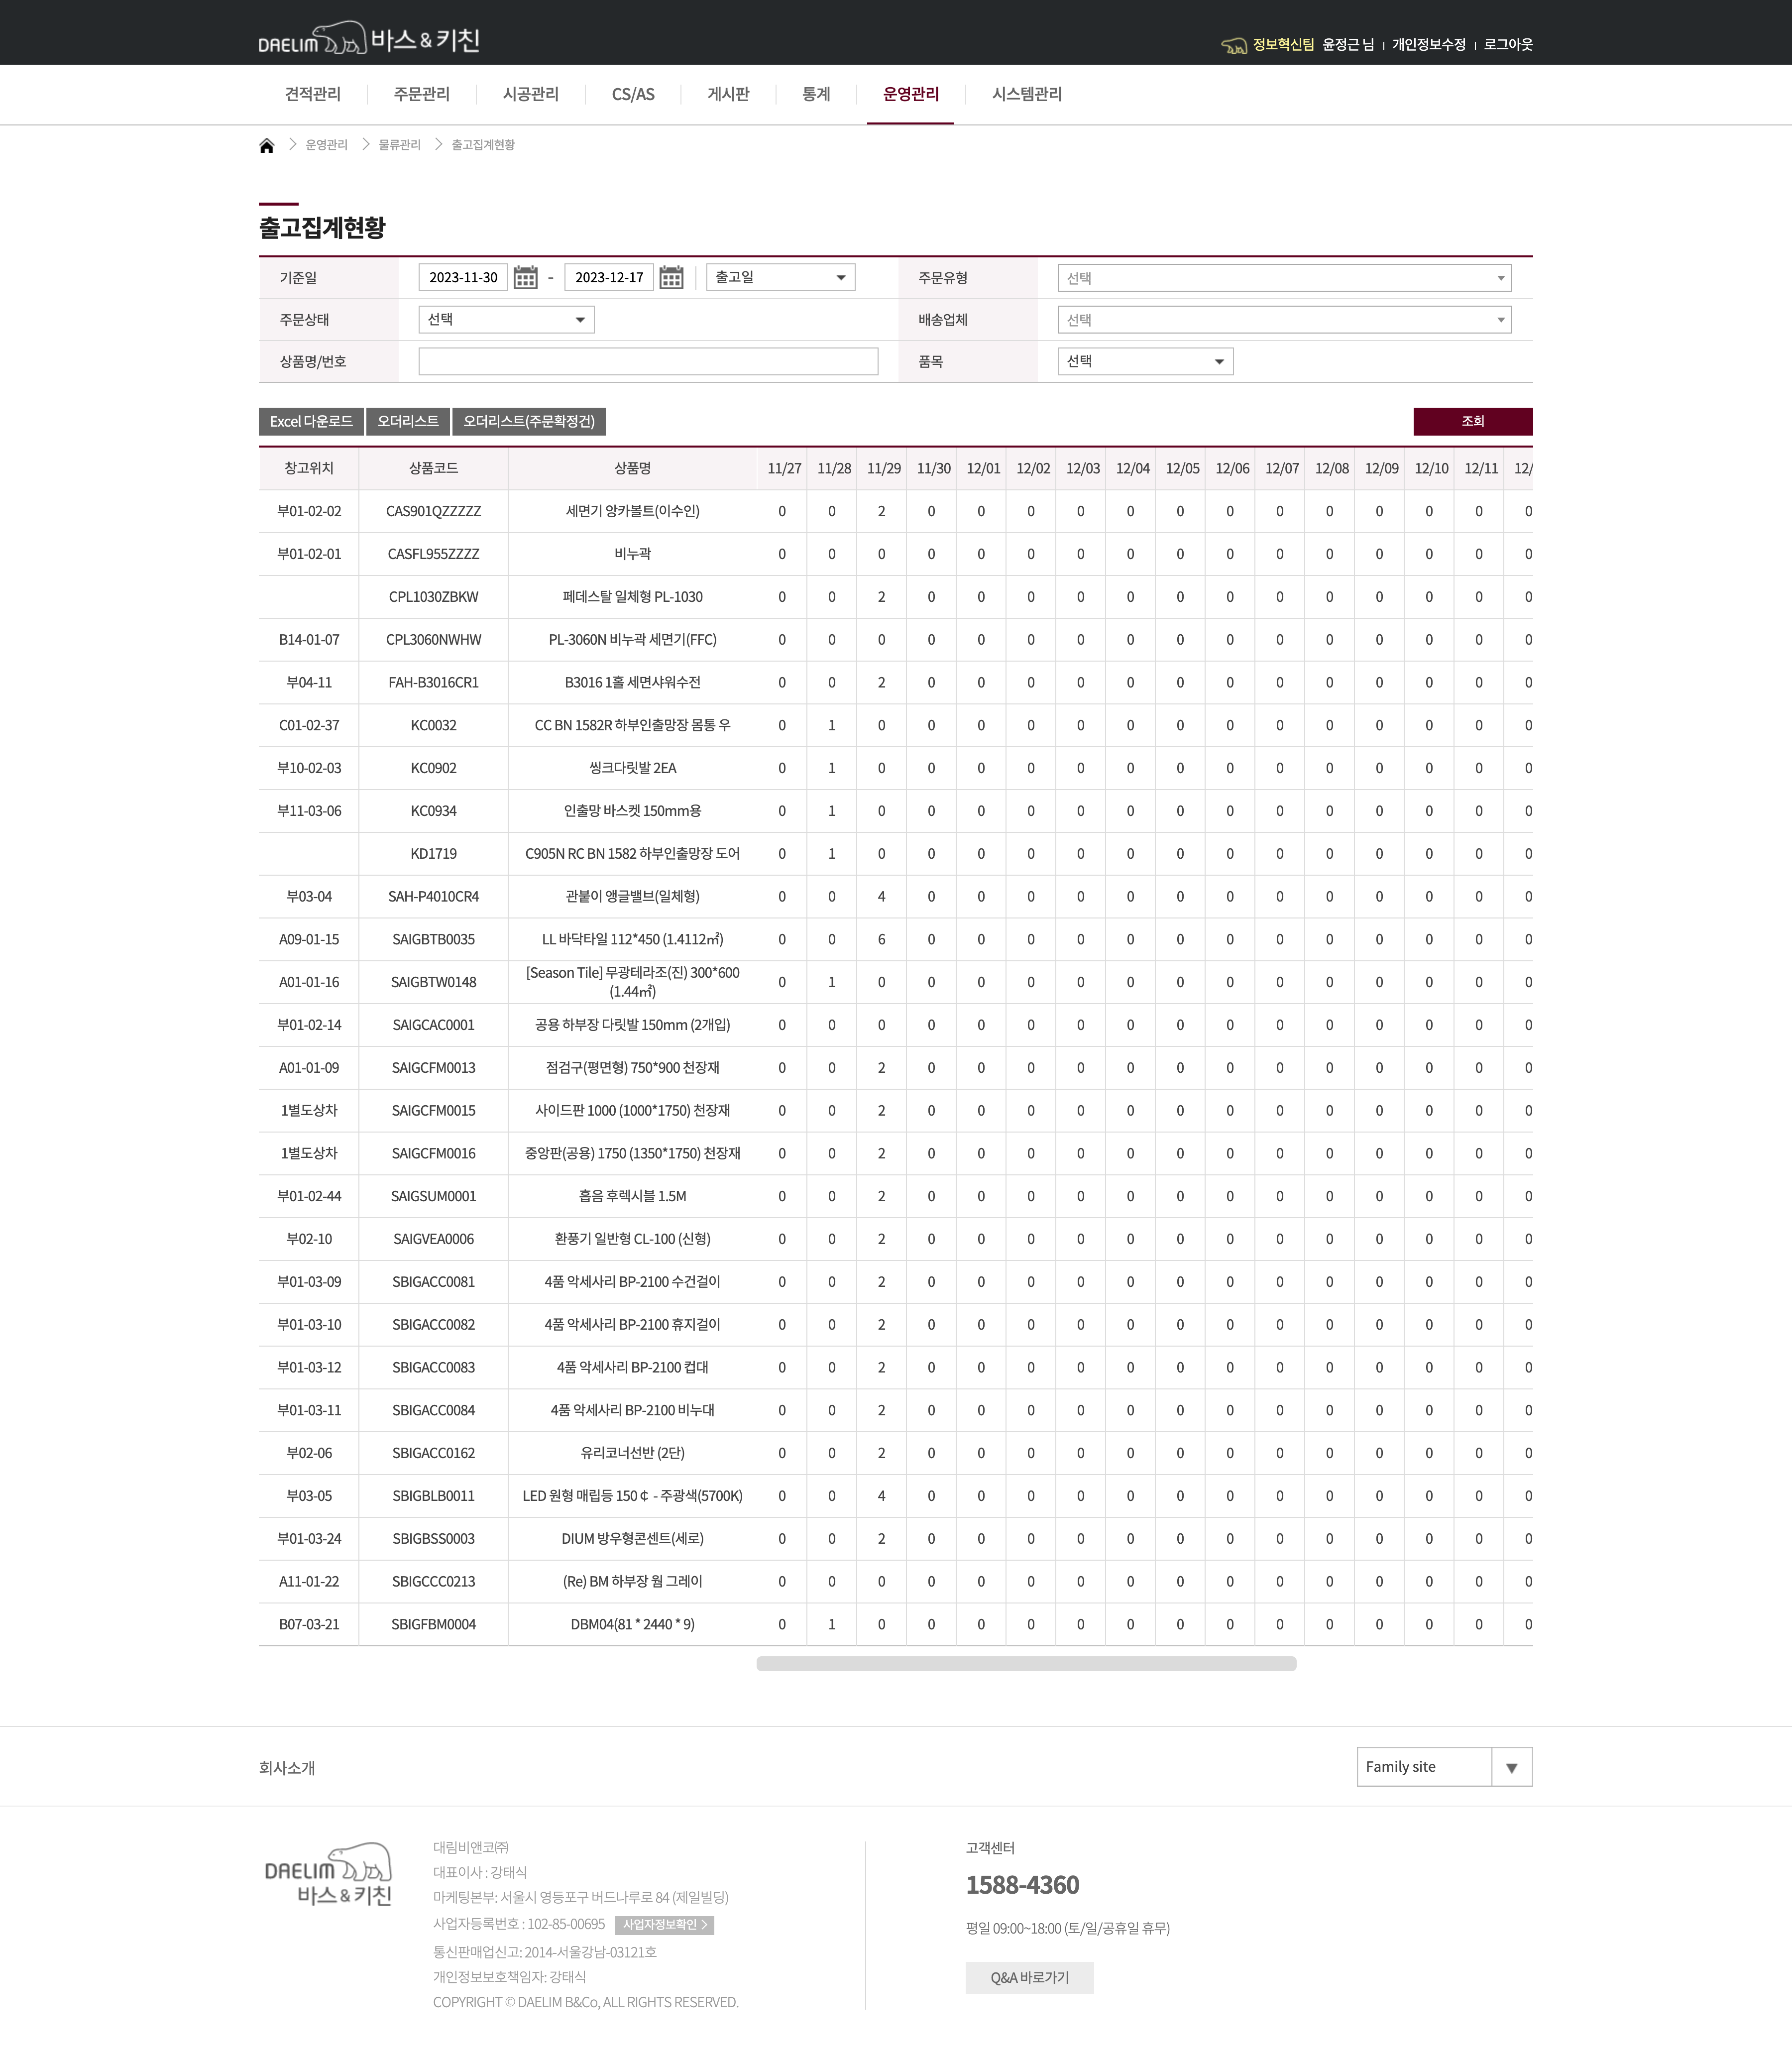 DAELIM 바스&키친
정보혁신팀 윤정근 님 개인정보수정 로그아웃
견적관리 주문관리 시공관리 CS/AS 게시판 통계 운영관리 시스템관리
운영관리 물류관리 출고집계현황
출고집계현황
기준일 2023-11-30 - 2023-12-17 출고일 주문유형 선택
주문상태 선택 배송업체 선택
상품명/번호 품목 선택
Excel 다운로드 오더리스트 오더리스트(주문확정건) 조회
창고위치 상품코드 상품명 11/27 11/28 11/29 11/30 12/01 12/02 12/03 12/04 12/05 12/06 12/07 12/08 12/09 12/10 12/11 12/
부01-02-02 CAS901QZZZZZ 세면기 앙카볼트(이수인) 0 0 2 0 0 0 0 0 0 0 0 0 0 0 0 0
부01-02-01 CASFL955ZZZZ 비누곽 0 0 0 0 0 0 0 0 0 0 0 0 0 0 0 0
CPL1030ZBKW 페데스탈 일체형 PL-1030 0 0 2 0 0 0 0 0 0 0 0 0 0 0 0 0
B14-01-07 CPL3060NWHW PL-3060N 비누곽 세면기(FFC) 0 0 0 0 0 0 0 0 0 0 0 0 0 0 0 0
부04-11 FAH-B3016CR1 B3016 1홀 세면샤워수전 0 0 2 0 0 0 0 0 0 0 0 0 0 0 0 0
C01-02-37 KC0032 CC BN 1582R 하부인출망장 몸통 우 0 1 0 0 0 0 0 0 0 0 0 0 0 0 0 0
부10-02-03 KC0902 씽크다릿발 2EA 0 1 0 0 0 0 0 0 0 0 0 0 0 0 0 0
부11-03-06 KC0934 인출망 바스켓 150mm용 0 1 0 0 0 0 0 0 0 0 0 0 0 0 0 0
KD1719 C905N RC BN 1582 하부인출망장 도어 0 1 0 0 0 0 0 0 0 0 0 0 0 0 0 0
부03-04 SAH-P4010CR4 관붙이 앵글밸브(일체형) 0 0 4 0 0 0 0 0 0 0 0 0 0 0 0 0
A09-01-15 SAIGBTB0035 LL 바닥타일 112*450 (1.4112㎡) 0 0 6 0 0 0 0 0 0 0 0 0 0 0 0 0
A01-01-16 SAIGBTW0148 [Season Tile] 무광테라조(진) 300*600 0 1 0 0 0 0 0 0 0 0 0 0 0 0 0 0
(1.44㎡)
부01-02-14 SAIGCAC0001 공용 하부장 다릿발 150mm (2개입) 0 0 0 0 0 0 0 0 0 0 0 0 0 0 0 0
A01-01-09 SAIGCFM0013 점검구(평면형) 750*900 천장재 0 0 2 0 0 0 0 0 0 0 0 0 0 0 0 0
1별도상차 SAIGCFM0015 사이드판 1000 (1000*1750) 천장재 0 0 2 0 0 0 0 0 0 0 0 0 0 0 0 0
1별도상차 SAIGCFM0016 중앙판(공용) 1750 (1350*1750) 천장재 0 0 2 0 0 0 0 0 0 0 0 0 0 0 0 0
부01-02-44 SAIGSUM0001 흡음 후렉시블 1.5M 0 0 2 0 0 0 0 0 0 0 0 0 0 0 0 0
부02-10 SAIGVEA0006 환풍기 일반형 CL-100 (신형) 0 0 2 0 0 0 0 0 0 0 0 0 0 0 0 0
부01-03-09 SBIGACC0081 4품 악세사리 BP-2100 수건걸이 0 0 2 0 0 0 0 0 0 0 0 0 0 0 0 0
부01-03-10 SBIGACC0082 4품 악세사리 BP-2100 휴지걸이 0 0 2 0 0 0 0 0 0 0 0 0 0 0 0 0
부01-03-12 SBIGACC0083 4품 악세사리 BP-2100 컵대 0 0 2 0 0 0 0 0 0 0 0 0 0 0 0 0
부01-03-11 SBIGACC0084 4품 악세사리 BP-2100 비누대 0 0 2 0 0 0 0 0 0 0 0 0 0 0 0 0
부02-06 SBIGACC0162 유리코너선반 (2단) 0 0 2 0 0 0 0 0 0 0 0 0 0 0 0 0
부03-05 SBIGBLB0011 LED 원형 매립등 150￠ - 주광색(5700K) 0 0 4 0 0 0 0 0 0 0 0 0 0 0 0 0
부01-03-24 SBIGBSS0003 DIUM 방우형콘센트(세로) 0 0 2 0 0 0 0 0 0 0 0 0 0 0 0 0
A11-01-22 SBIGCCC0213 (Re) BM 하부장 웜 그레이 0 0 0 0 0 0 0 0 0 0 0 0 0 0 0 0
B07-03-21 SBIGFBM0004 DBM04(81 * 2440 * 9) 0 1 0 0 0 0 0 0 0 0 0 0 0 0 0 0
회사소개 Family site ▼
DAELIM 바스&키친
대림비앤코㈜
대표이사 : 강태식
마케팅본부: 서울시 영등포구 버드나루로 84 (제일빌딩)
사업자등록번호 : 102-85-00695 사업자정보확인
통신판매업신고: 2014-서울강남-03121호
개인정보보호책임자: 강태식
COPYRIGHT © DAELIM B&Co, ALL RIGHTS RESERVED.
고객센터
1588-4360
평일 09:00~18:00 (토/일/공휴일 휴무)
Q&A 바로가기